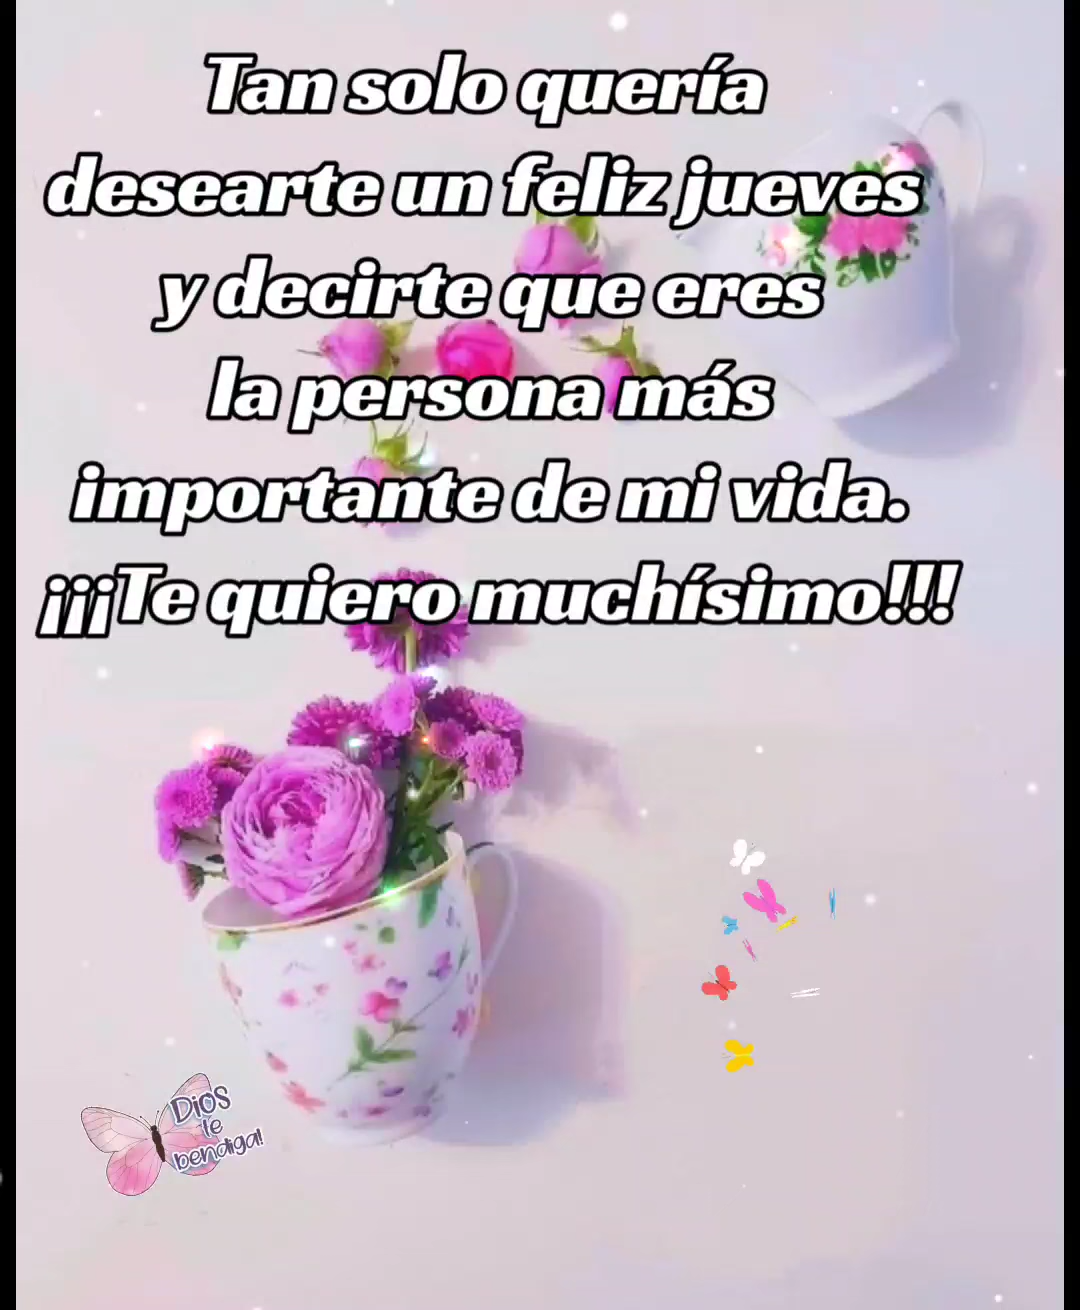 Tan solo quería
desearte un feliz jueves
y decirte que eres
la persona más
importante de mi vida.
¡¡¡Te quiero muchísimo!!!
Dios
te
bendiga!